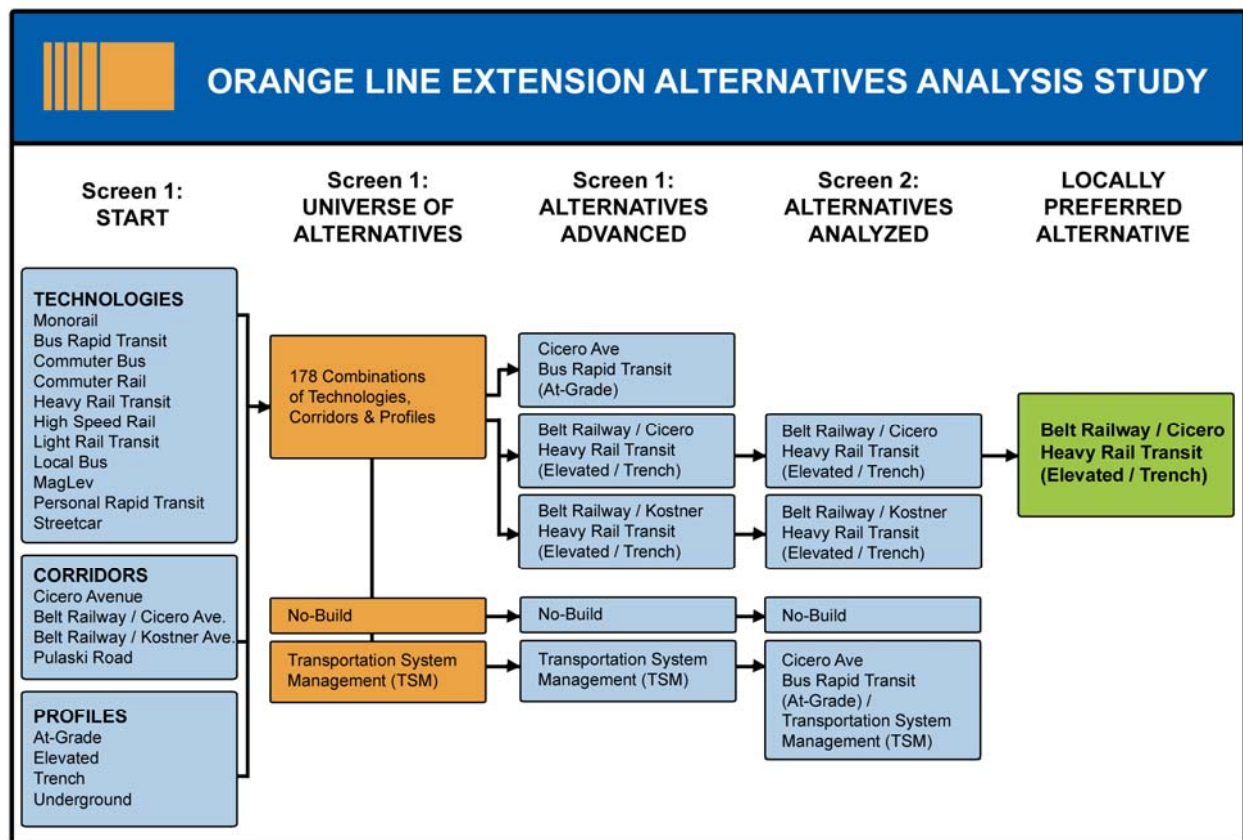 ORANGE LINE EXTENSION ALTERNATIVES ANALYSIS STUDY
Screen 1:
START
Screen 1:
UNIVERSE OF
ALTERNATIVES
Screen 1:
ALTERNATIVES
ADVANCED
Screen 2:
ALTERNATIVES
ANALYZED
LOCALLY
PREFERRED
ALTERNATIVE
TECHNOLOGIES
Monorail
Bus Rapid Transit
Commuter Bus
Commuter Rail
Heavy Rail Transit
High Speed Rail
Light Rail Transit
Local Bus
MagLev
Personal Rapid Transit
Streetcar
CORRIDORS
Cicero Avenue
Belt Railway / Cicero Ave.
Belt Railway / Kostner Ave.
Pulaski Road
PROFILES
At-Grade
Elevated
Trench
Underground
178 Combinations
of Technologies,
Corridors & Profiles
No-Build
Transportation System
Management (TSM)
Cicero Ave
Bus Rapid Transit
(At-Grade)
Belt Railway / Cicero
Heavy Rail Transit
(Elevated / Trench)
Belt Railway / Kostner
Heavy Rail Transit
(Elevated / Trench)
No-Build
Transportation System
Management (TSM)
Belt Railway / Cicero
Heavy Rail Transit
(Elevated / Trench)
Belt Railway / Kostner
Heavy Rail Transit
(Elevated / Trench)
No-Build
Cicero Ave
Bus Rapid Transit
(At-Grade) /
Transportation System
Management (TSM)
Belt Railway / Cicero
Heavy Rail Transit
(Elevated / Trench)